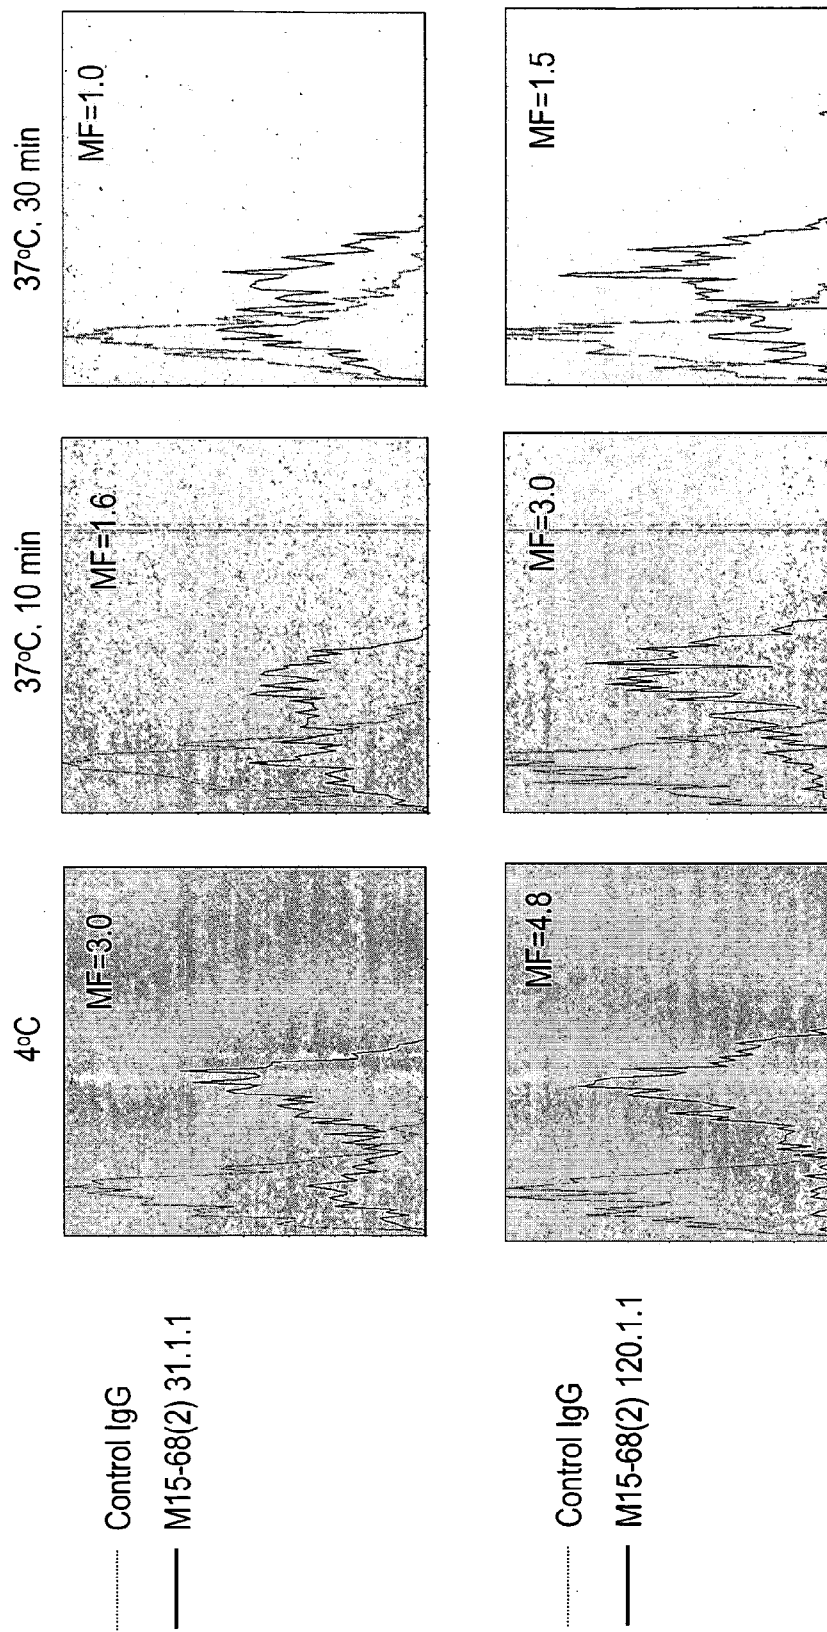 4ºC
37ºC, 10 min
37ºC, 30 min
Control IgG
M15-68(2) 31.1.1
MF=3.0
MF=1.6
MF=1.0
Control IgG
M15-68(2) 120.1.1
MF=4.8
MF=3.0
MF=1.5